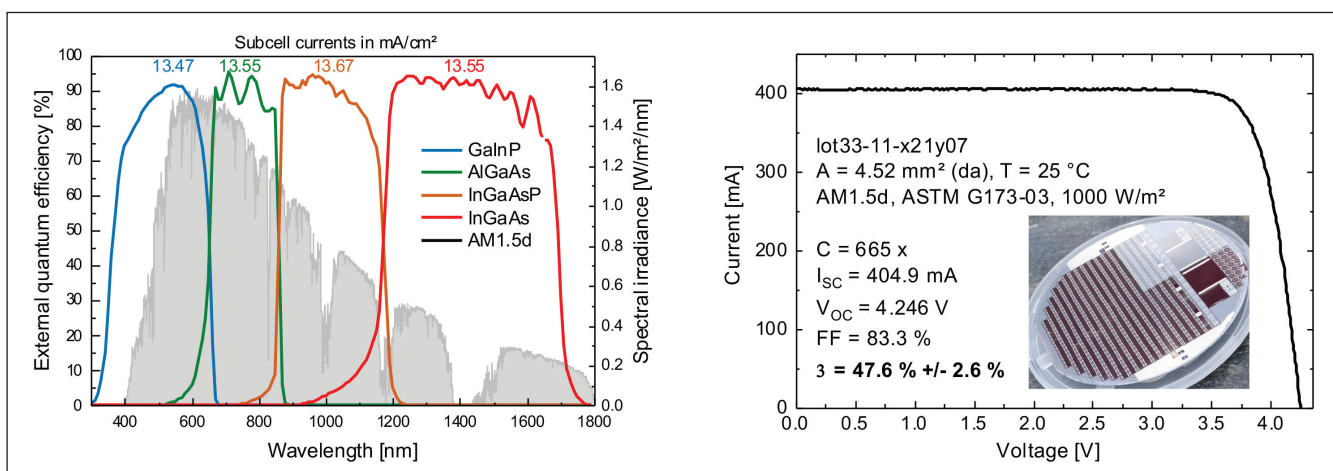 Subcell currents in mA/cm²
13.47 13.55 13.67 13.55
External quantum efficiency [%]
100
90
80
70
60
50
40
30
20
10
0
GaInP
AlGaAs
InGaAsP
InGaAs
AM1.5d
1.6
1.4
1.2
1.0
0.8
0.6
0.4
0.2
0.0
Spectral irradiance [W/m²/nm]
400 600 800 1000 1200 1400 1600 1800
Wavelength [nm]
Current [mA]
400
300
200
100
0
lot33-11-x21y07
A = 4.52 mm² (da), T = 25 °C
AM1.5d, ASTM G173-03, 1000 W/m²
C = 665 x
ISC = 404.9 mA
VOC = 4.246 V
FF = 83.3 %
3 = 47.6 % +/- 2.6 %
0.0 0.5 1.0 1.5 2.0 2.5 3.0 3.5 4.0
Voltage [V]